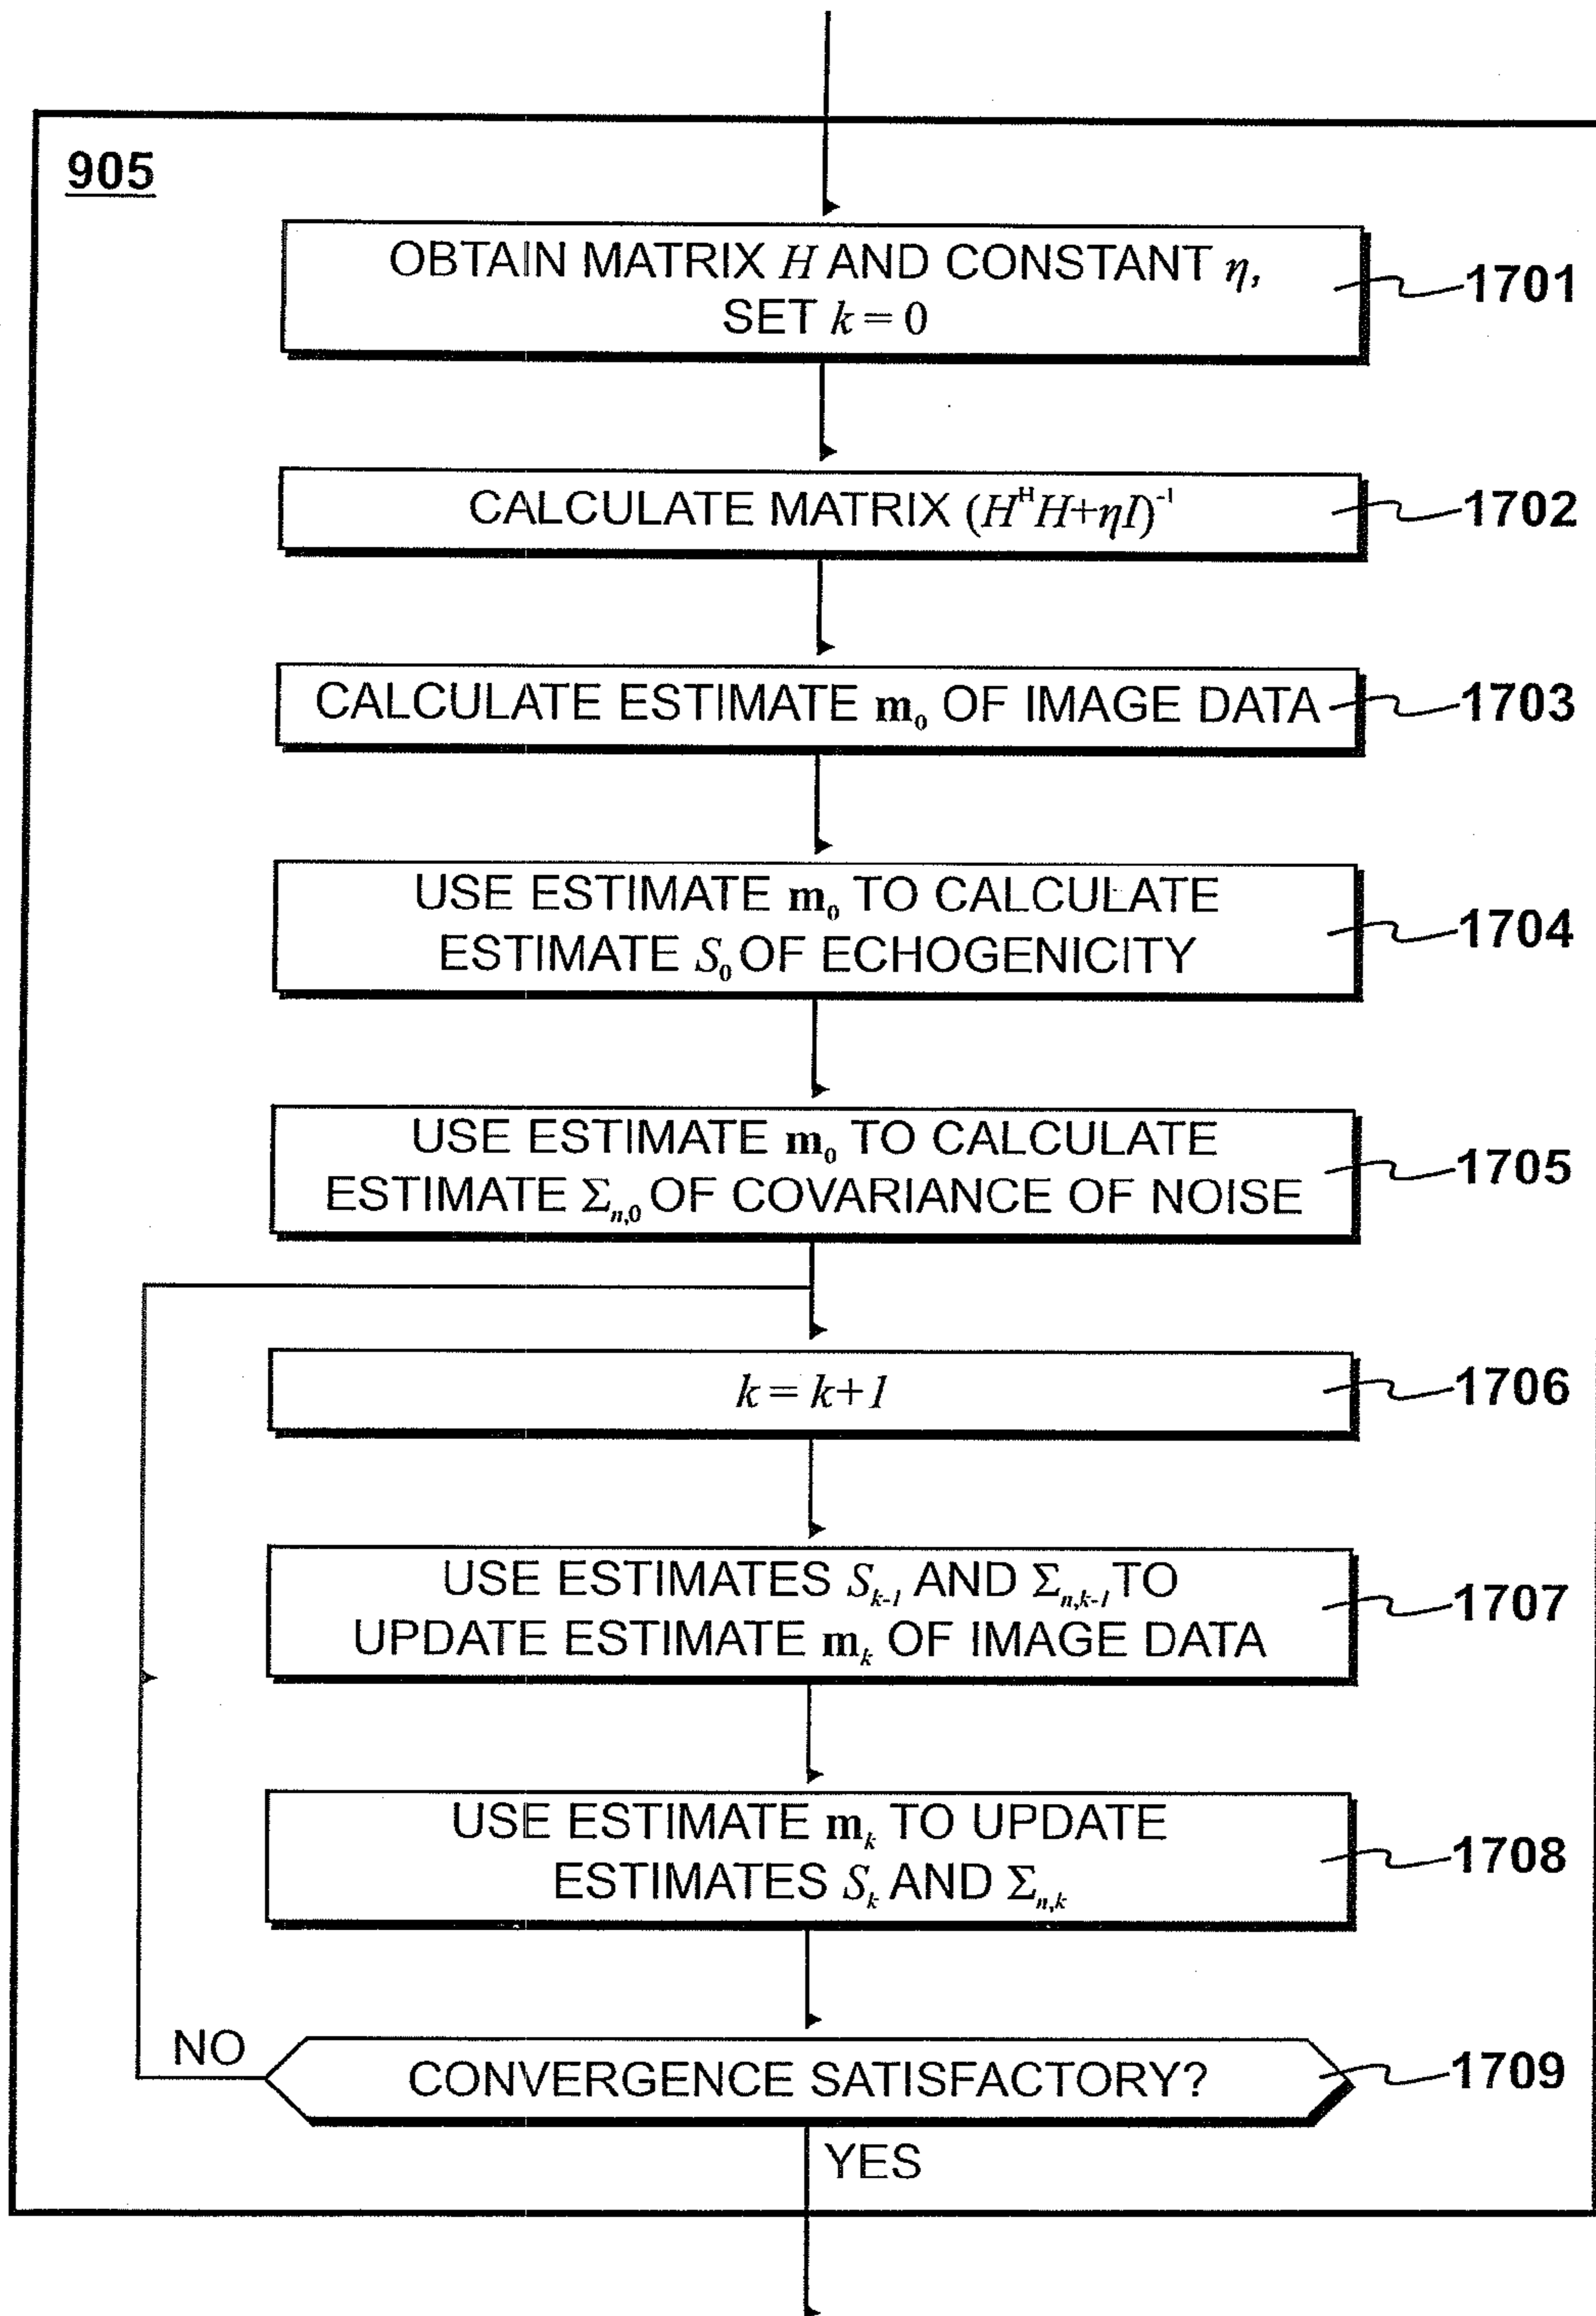 905
OBTAIN MATRIX H AND CONSTANT η,
SET k = 0
1701
CALCULATE MATRIX (HᴴH+ηI)⁻¹
1702
CALCULATE ESTIMATE m₀ OF IMAGE DATA
1703
USE ESTIMATE m₀ TO CALCULATE
ESTIMATE S₀ OF ECHOGENICITY
1704
USE ESTIMATE m₀ TO CALCULATE
ESTIMATE Σn,0 OF COVARIANCE OF NOISE
1705
k = k+1
1706
USE ESTIMATES Sk-1 AND Σn,k-1 TO
UPDATE ESTIMATE mk OF IMAGE DATA
1707
USE ESTIMATE mk TO UPDATE
ESTIMATES Sk AND Σn,k
1708
NO
CONVERGENCE SATISFACTORY?
1709
YES